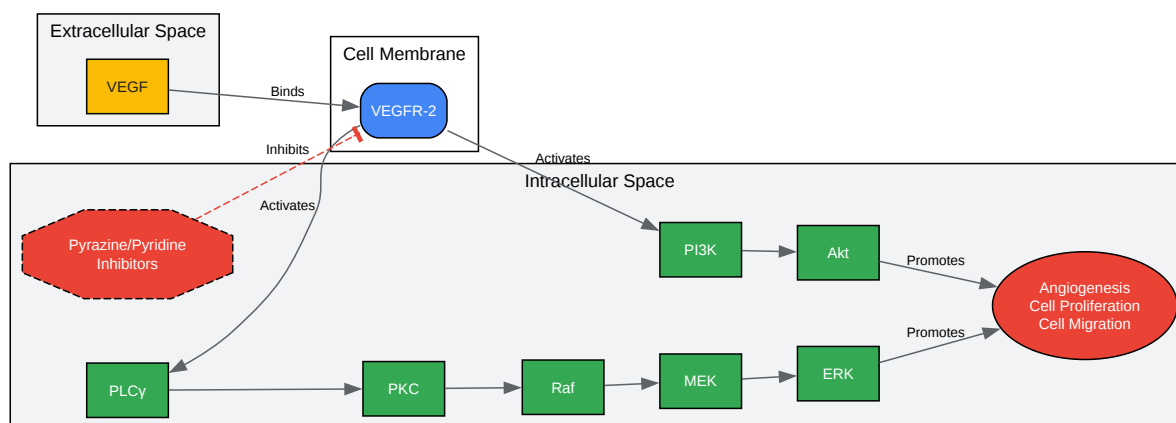 Extracellular Space
VEGF
Binds
Cell Membrane
VEGFR-2
Inhibits
Activates
Activates
Intracellular Space
Pyrazine/Pyridine
Inhibitors
PI3K
Akt
Promotes
Angiogenesis
Cell Proliferation
Cell Migration
Promotes
PLCγ
PKC
Raf
MEK
ERK